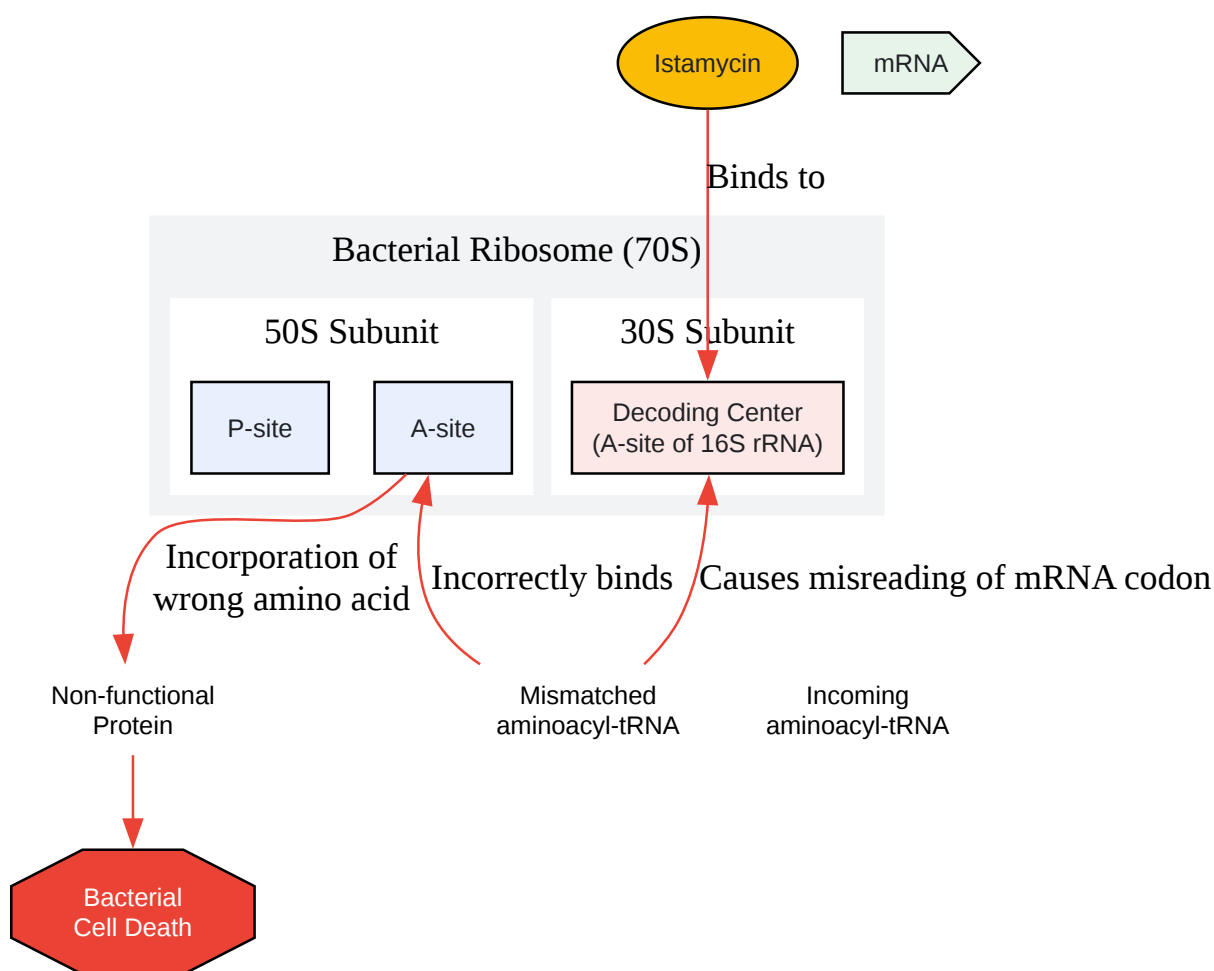 Istamycin
mRNA
Binds to
Bacterial Ribosome (70S)
50S Subunit
30S Subunit
P-site
A-site
Decoding Center
(A-site of 16S rRNA)
Incorporation of
wrong amino acid
Incorrectly binds
Causes misreading of mRNA codon
Non-functional
Protein
Mismatched
aminoacyl-tRNA
Incoming
aminoacyl-tRNA
Bacterial
Cell Death